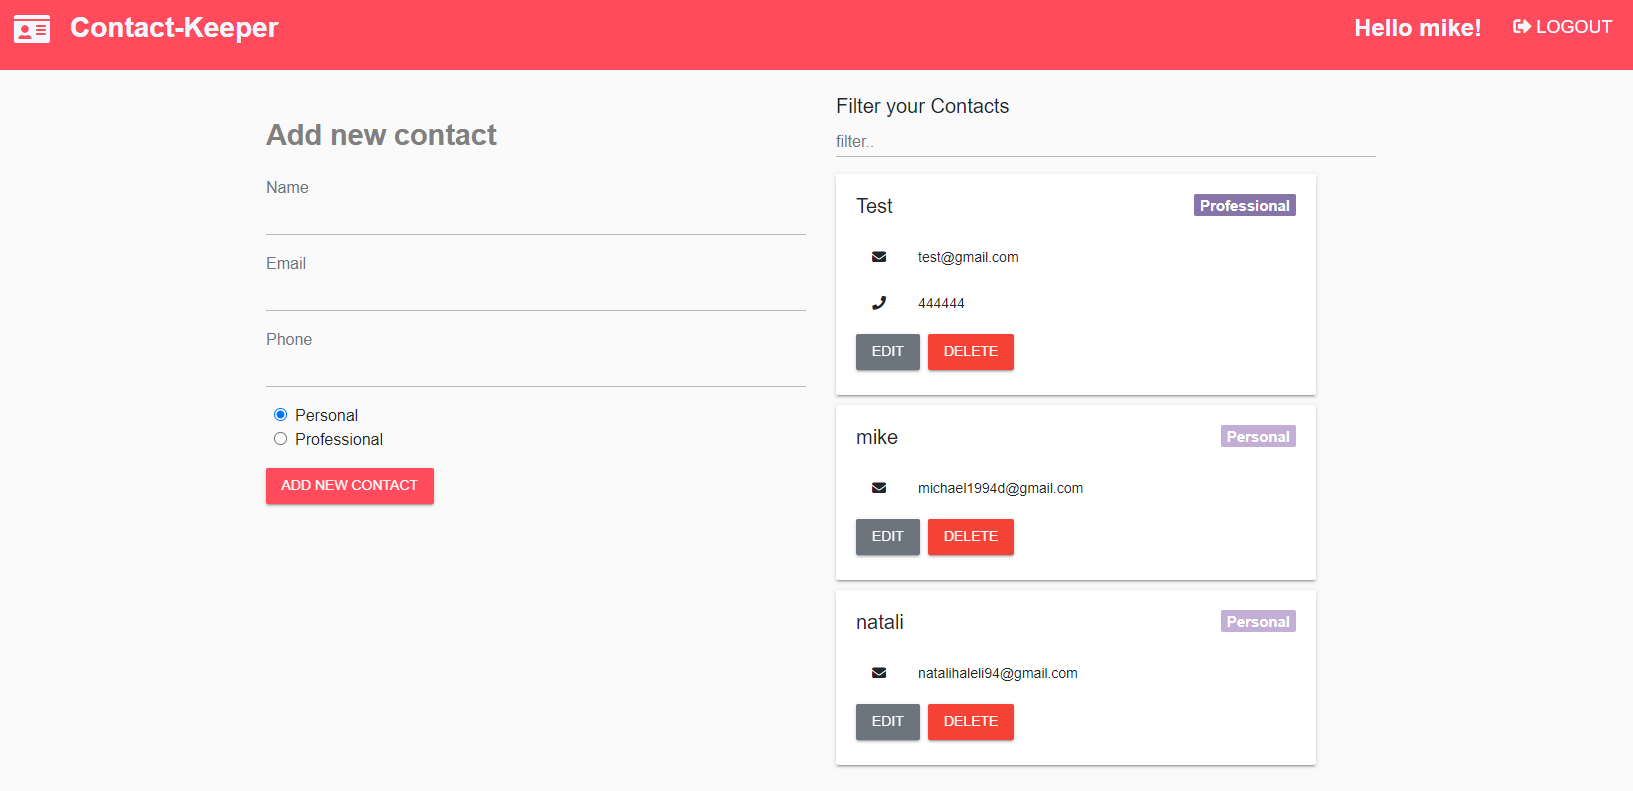 Contact-Keeper
Hello mike!
LOGOUT
Add new contact
Name
Email
Phone
Personal
Professional
ADD NEW CONTACT
Filter your Contacts
filter..
Test
Professional
test@gmail.com
444444
EDIT
DELETE
mike
Personal
michael1994d@gmail.com
EDIT
DELETE
natali
Personal
natalihaleli94@gmail.com
EDIT
DELETE